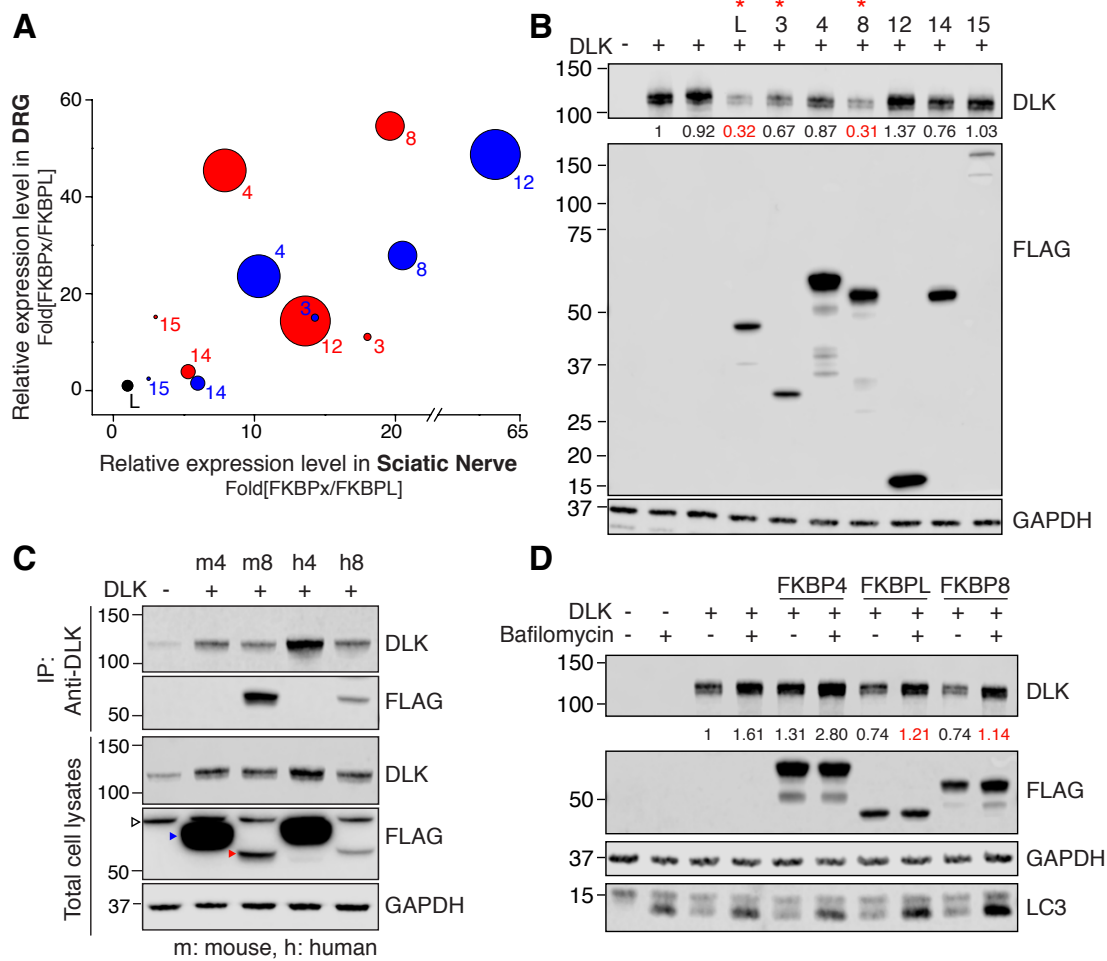 A
Relative expression level in DRG
Fold[FKBPx/FKBPL]
60
40
20
0
8
4
12
4
8
3
15
12
3
14
15
14
L
0 10 20 65
Relative expression level in Sciatic Nerve
Fold[FKBPx/FKBPL]
B
* * *
L 3 4 8 12 14 15
DLK - + + + + + + + + +
150
100
DLK
1 0.92 0.32 0.67 0.87 0.31 1.37 0.76 1.03
150
100
75
50
37
25
20
15
FLAG
37
GAPDH
C
m4 m8 h4 h8
DLK - + + + +
IP:
Anti-DLK
150
100
DLK
50
FLAG
Total cell lysates
150
100
DLK
50
FLAG
37
GAPDH
m: mouse, h: human
D
FKBP4 FKBPL FKBP8
DLK - - + + + + + + + +
Bafilomycin - + - + - + - + - +
150
100
DLK
1 1.61 1.31 2.80 0.74 1.21 0.74 1.14
50
FLAG
37
GAPDH
15
LC3